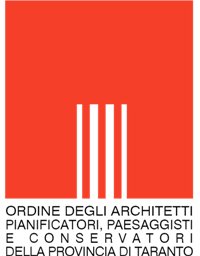 ORDINE DEGLI ARCHITETTI
PIANIFICATORI, PAESAGGISTI
E CONSERVATORI
DELLA PROVINCIA DI TARANTO